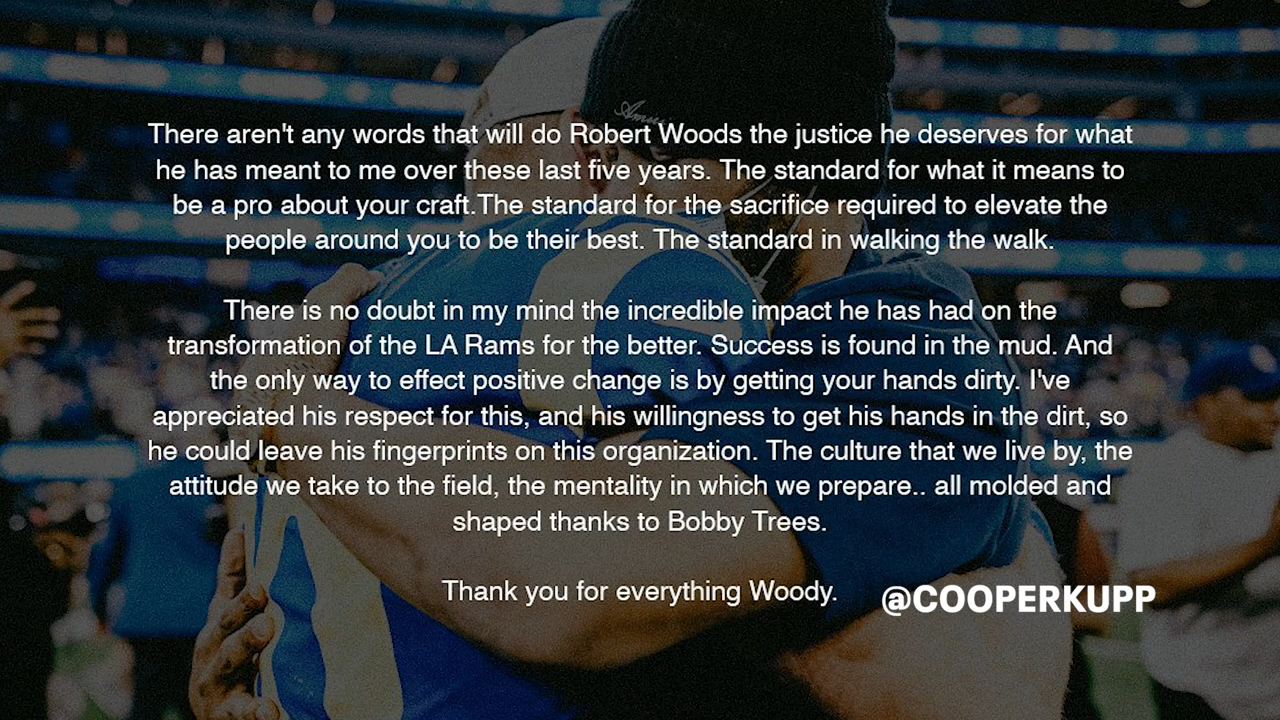 There aren't any words that will do Robert Woods the justice he deserves for what
he has meant to me over these last five years. The standard for what it means to
be a pro about your craft.The standard for the sacrifice required to elevate the
people around you to be their best. The standard in walking the walk.
There is no doubt in my mind the incredible impact he has had on the
transformation of the LA Rams for the better. Success is found in the mud. And
the only way to effect positive change is by getting your hands dirty. I've
appreciated his respect for this, and his willingness to get his hands in the dirt, so
he could leave his fingerprints on this organization. The culture that we live by, the
attitude we take to the field, the mentality in which we prepare.. all molded and
shaped thanks to Bobby Trees.
Thank you for everything Woody.
@COOPERKUPP